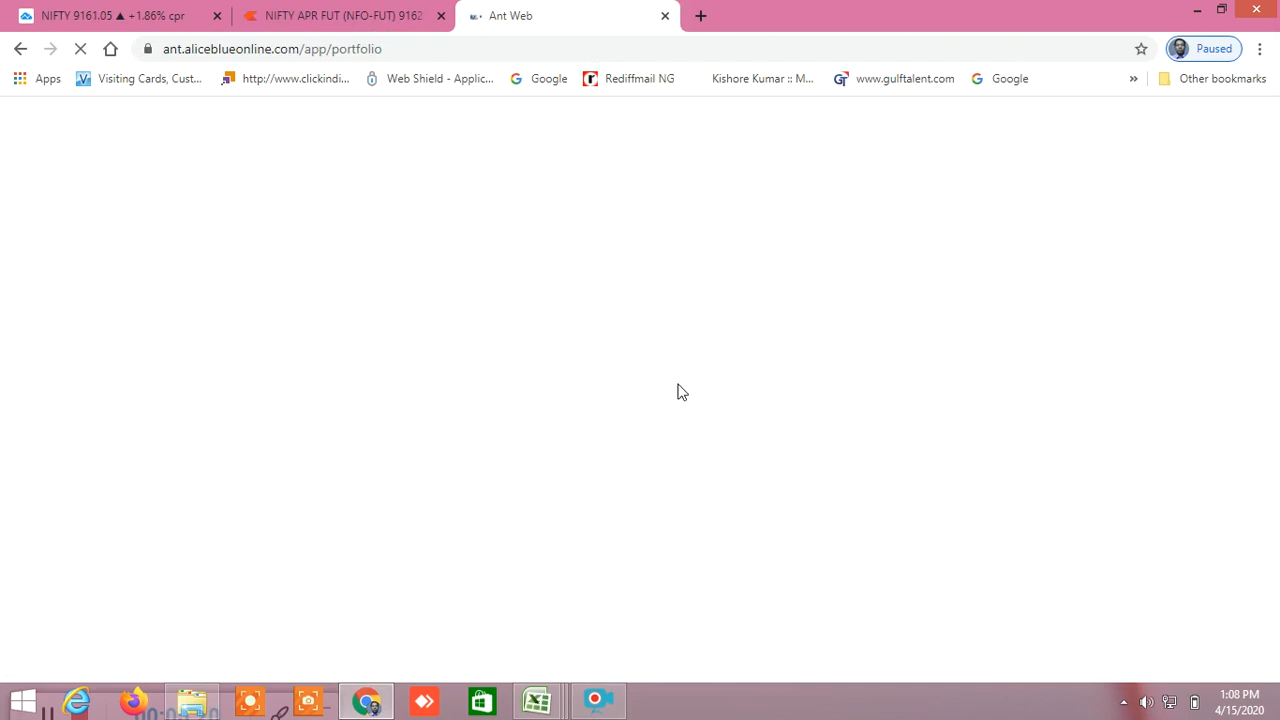 NIFTY 9161.05 ▲ +1.86% cpr
NIFTY APR FUT (NFO-FUT) 9162
Ant Web
ant.aliceblueonline.com/app/portfolio
Paused
Apps
Visiting Cards, Cust...
http://www.clickindi...
Web Shield - Applic...
Google
Rediffmail NG
Kishore Kumar :: M...
www.gulftalent.com
Google
»
Other bookmarks
1:08 PM
4/15/2020